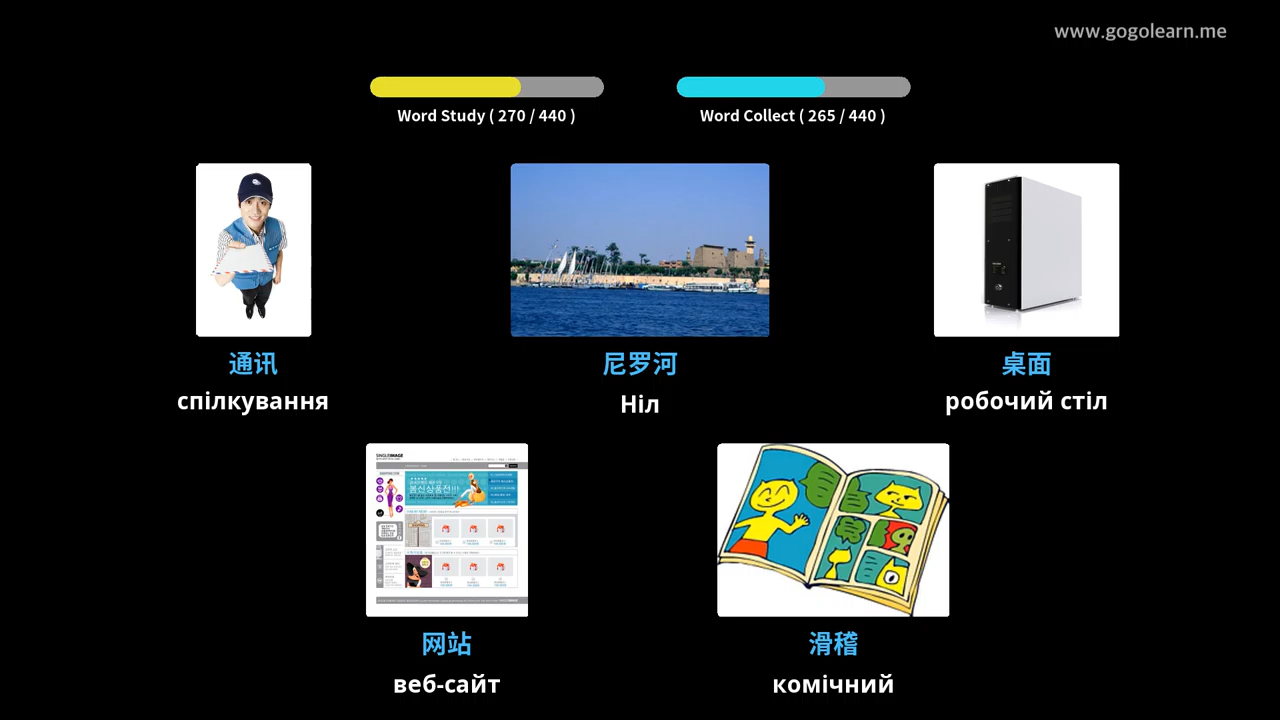 www.gogolearn.me
Word Study ( 270 / 440 )
Word Collect ( 265 / 440 )
通讯
спілкування
尼罗河
Ніл
桌面
робочий стіл
网站
веб-сайт
滑稽
комічний